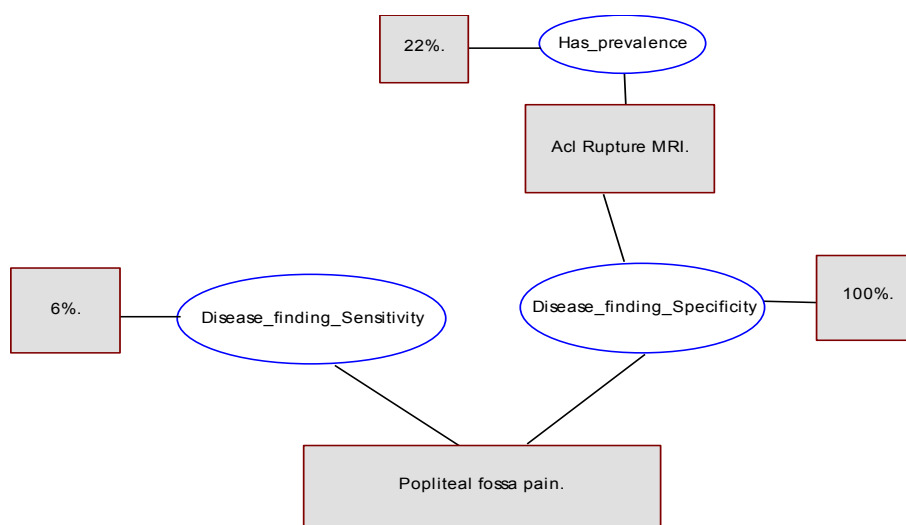 22%.
Has_prevalence
Acl Rupture MRI.
6%.
Disease_finding_Sensitivity
Disease_finding_Specificity
100%.
Popliteal fossa pain.